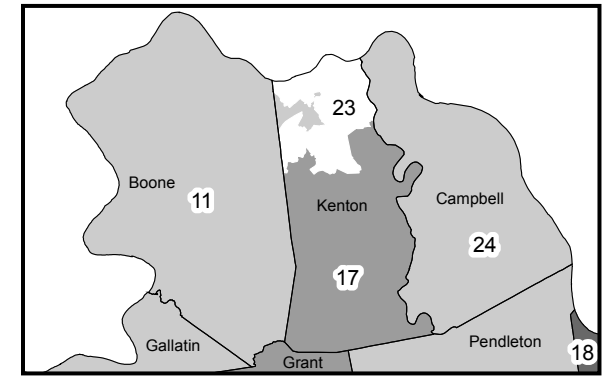 23
Boone
11
Kenton
Campbell
24
17
Gallatin
Pendleton
18
Grant